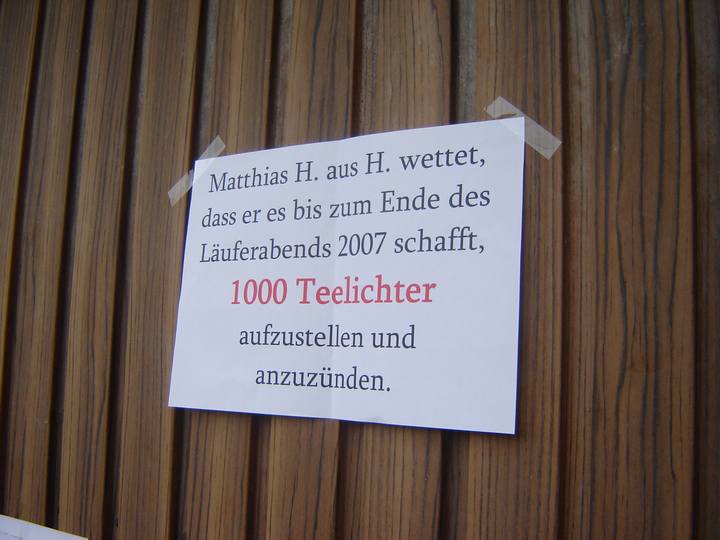 Matthias H. aus H. wettet,
dass er es bis zum Ende des
Läuferabends 2007 schafft,
1000 Teelichter
aufzustellen und
anzuzünden.